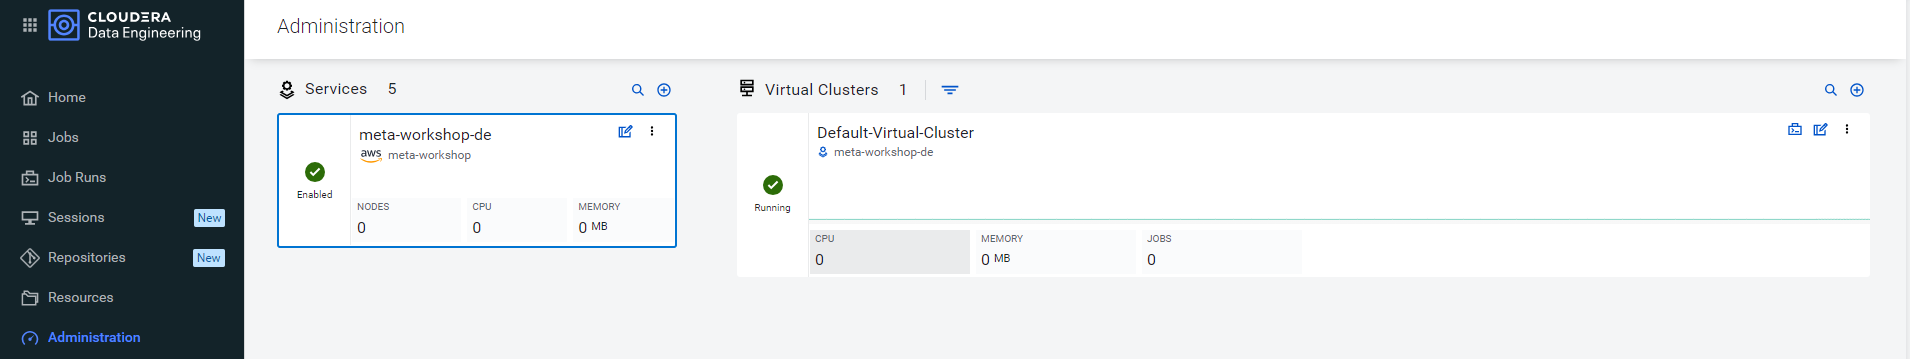 CLOUDERA
Data Engineering
Home
Jobs
Job Runs
Sessions New
Repositories New
Resources
Administration
Administration
Services 5
meta-workshop-de
aws meta-workshop
Enabled
NODES CPU MEMORY
0 0 0 MB
Virtual Clusters 1
Default-Virtual-Cluster
meta-workshop-de
Running
CPU MEMORY JOBS
0 0 MB 0